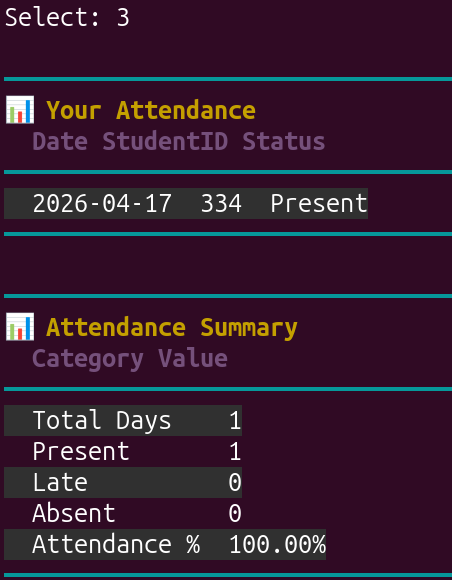 Select: 3
📊 Your Attendance
Date StudentID Status
2026-04-17 334 Present
📊 Attendance Summary
Category Value
Total Days 1
Present 1
Late 0
Absent 0
Attendance % 100.00%